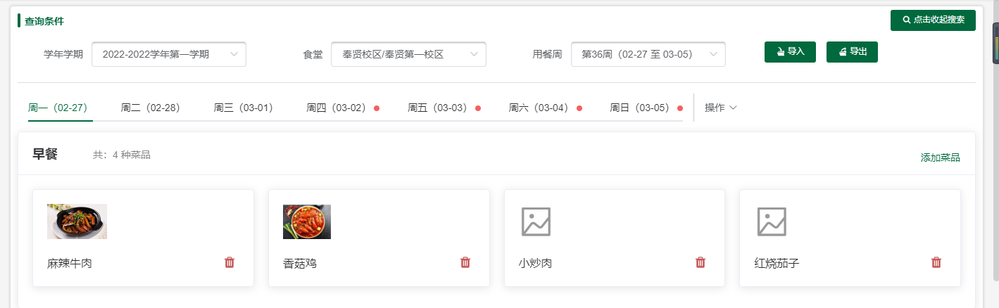 查询条件
点击收起搜索
学年学期 2022-2022学年第一学期 食堂 奉贤校区/奉贤第一校区 用餐周 第36周（02-27 至 03-05） 导入 导出
周一（02-27） 周二（02-28） 周三（03-01） 周四（03-02） 周五（03-03） 周六（03-04） 周日（03-05） 操作
早餐 共：4 种菜品 添加菜品
麻辣牛肉 香菇鸡 小炒肉 红烧茄子